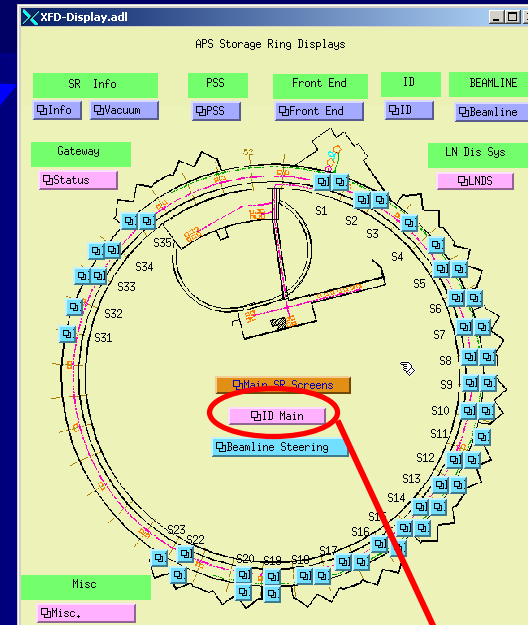 XFD-Display.adl
APS Storage Ring Displays
SR Info
PSS
Front End
ID
BEAMLINE
Info
Vacuum
PSS
Front End
ID
Beamline
Gateway
LN Dis Sys
Status
LNDS
S1
S2
S3
S4
S5
S6
S7
S8
S9
S10
S11
S12
S13
S14
S15
S16
S17
S18
S19
S20
S22
S23
S31
S32
S33
S34
S35
Main SR Screens
ID Main
Beamline Steering
Misc
Misc.